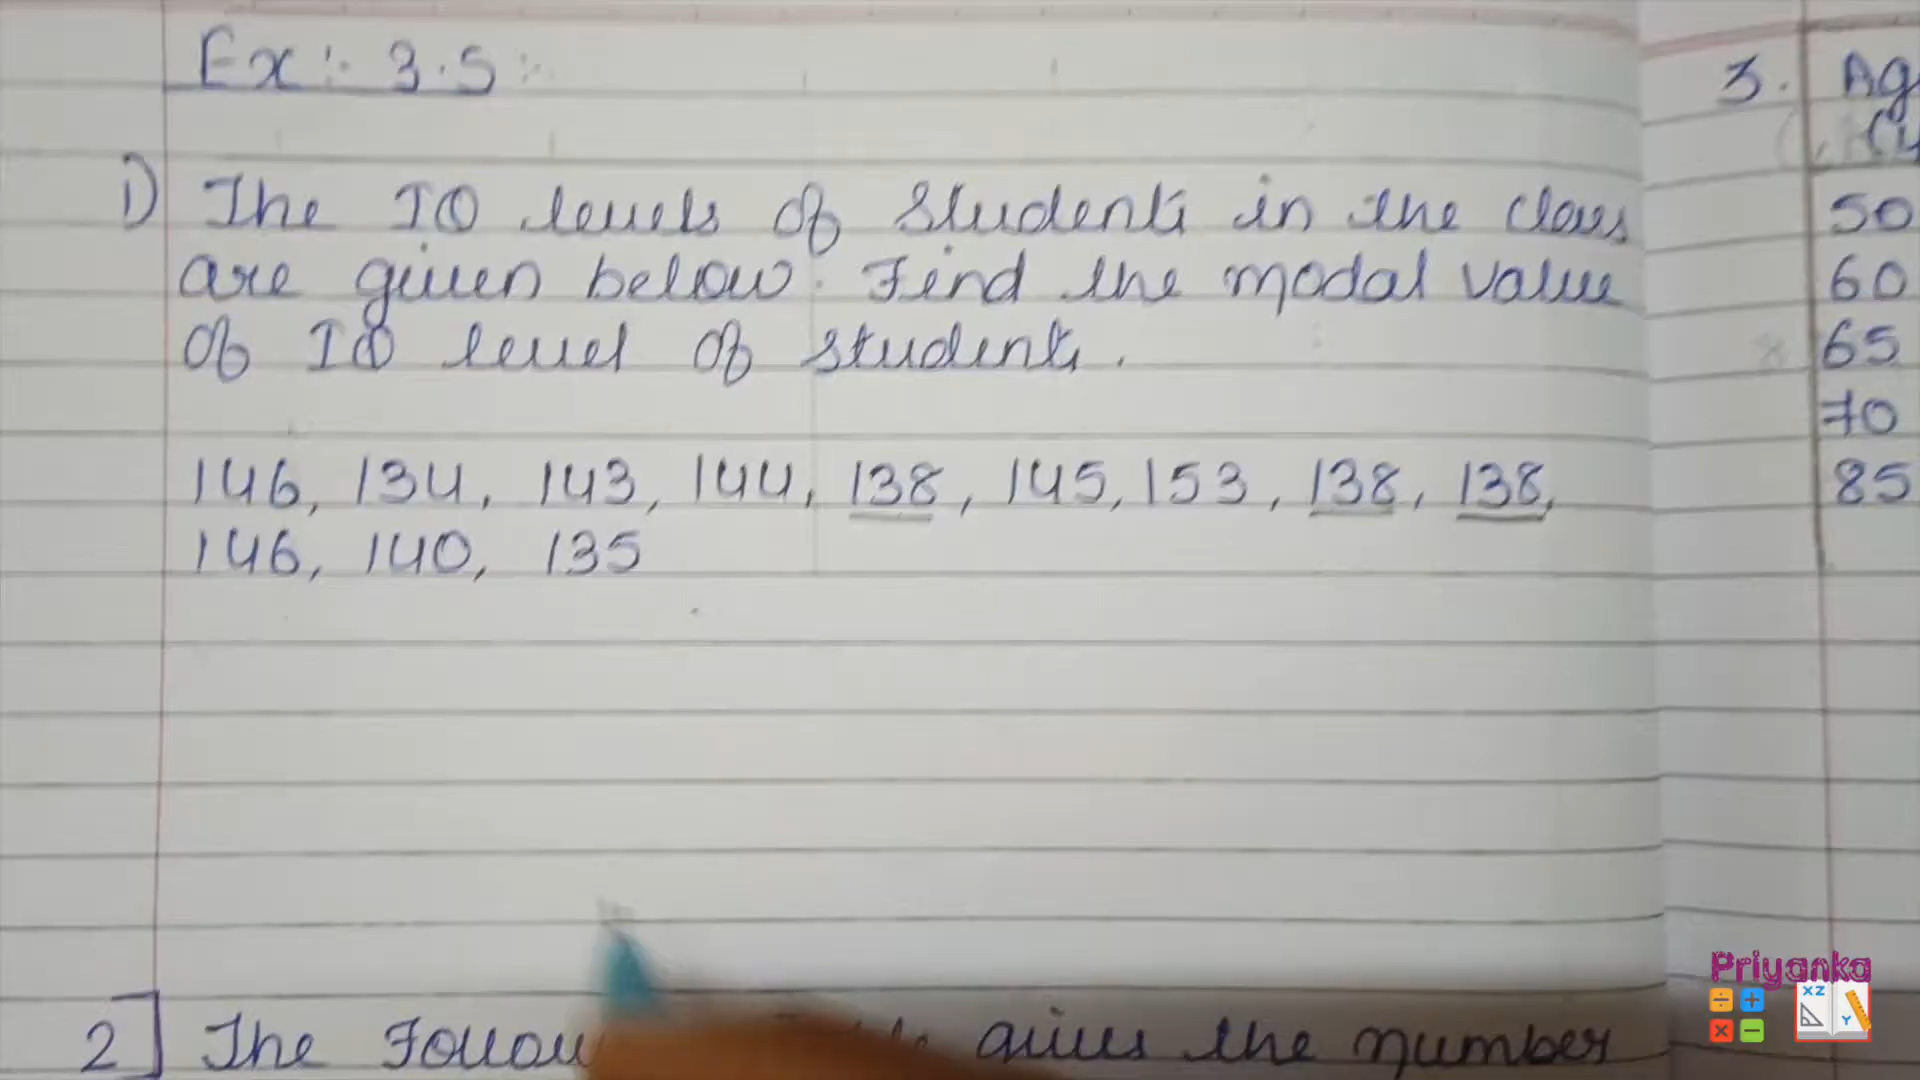 Ex:- 3.5:-
1) The IQ levels of Students in the class
are given below. Find the modal value
of IQ level of students.
146, 134, 143, 144, 138, 145, 153, 138, 138,
146, 140, 135
2] The gives the number
3. 
50
60
65
70
85
Priyanka
XZ
Y